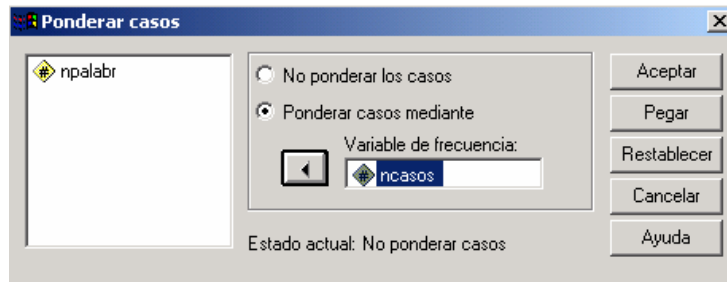 Ponderar casos
npalabr
No ponderar los casos
Ponderar casos mediante
Variable de frecuencia:
ncasos
Estado actual: No ponderar casos
Aceptar
Pegar
Restablecer
Cancelar
Ayuda